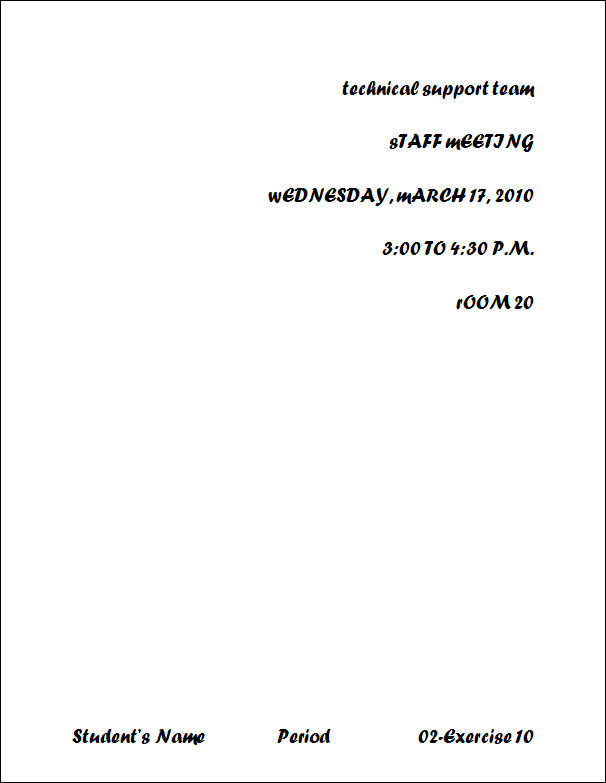 technical support team
sTAFF mEETING
wEDNESDAY, mARCH 17, 2010
3:00 TO 4:30 P.M.
rOOM 20
Student's Name Period 02-Exercise 10